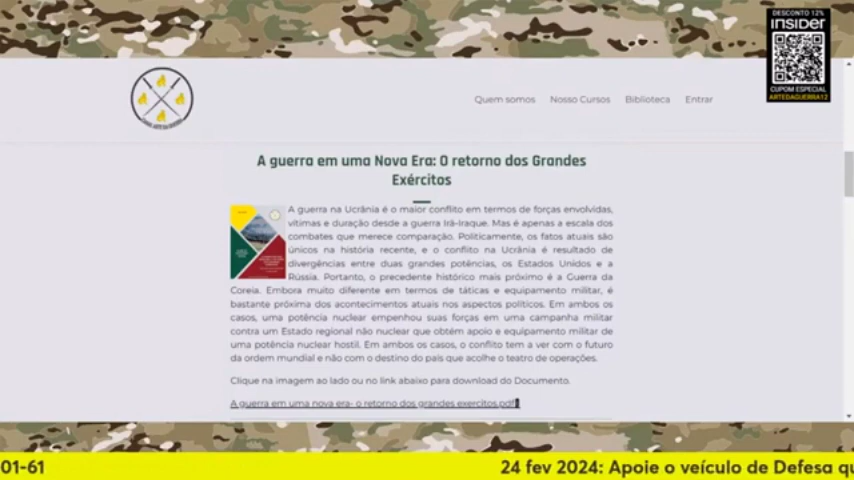 DESCONTO 12%
INSIDER
CUPOM ESPECIAL
ARTEDAGUERRA12
Quem somos Nosso Cursos Biblioteca Entrar
A guerra em uma Nova Era: O retorno dos Grandes
Exércitos
A guerra na Ucrânia é o maior conflito em termos de forças envolvidas,
vítimas e duração desde a guerra Irã-Iraque. Mas é apenas a escala dos
combates que merece comparação. Politicamente, os fatos atuais são
únicos na história recente, e o conflito na Ucrânia é resultado de
divergências entre duas grandes potências, os Estados Unidos e a
Rússia. Portanto, o precedente histórico mais próximo é a Guerra da
Coreia. Embora muito diferente em termos de táticas e equipamento militar, é
bastante próxima dos acontecimentos atuais nos aspectos políticos. Em ambos os
casos, uma potência nuclear empenhou suas forças em uma campanha militar
contra um Estado regional não nuclear que obtém apoio e equipamento militar de
uma potência nuclear hostil. Em ambos os casos, o conflito tem a ver com o futuro
da ordem mundial e não com o destino do país que acolhe o teatro de operações.
Clique na imagem ao lado ou no link abaixo para download do Documento.
A guerra em uma nova era- o retorno dos grandes exercitos.pdf
01-61
24 fev 2024: Apoie o veículo de Defesa qu